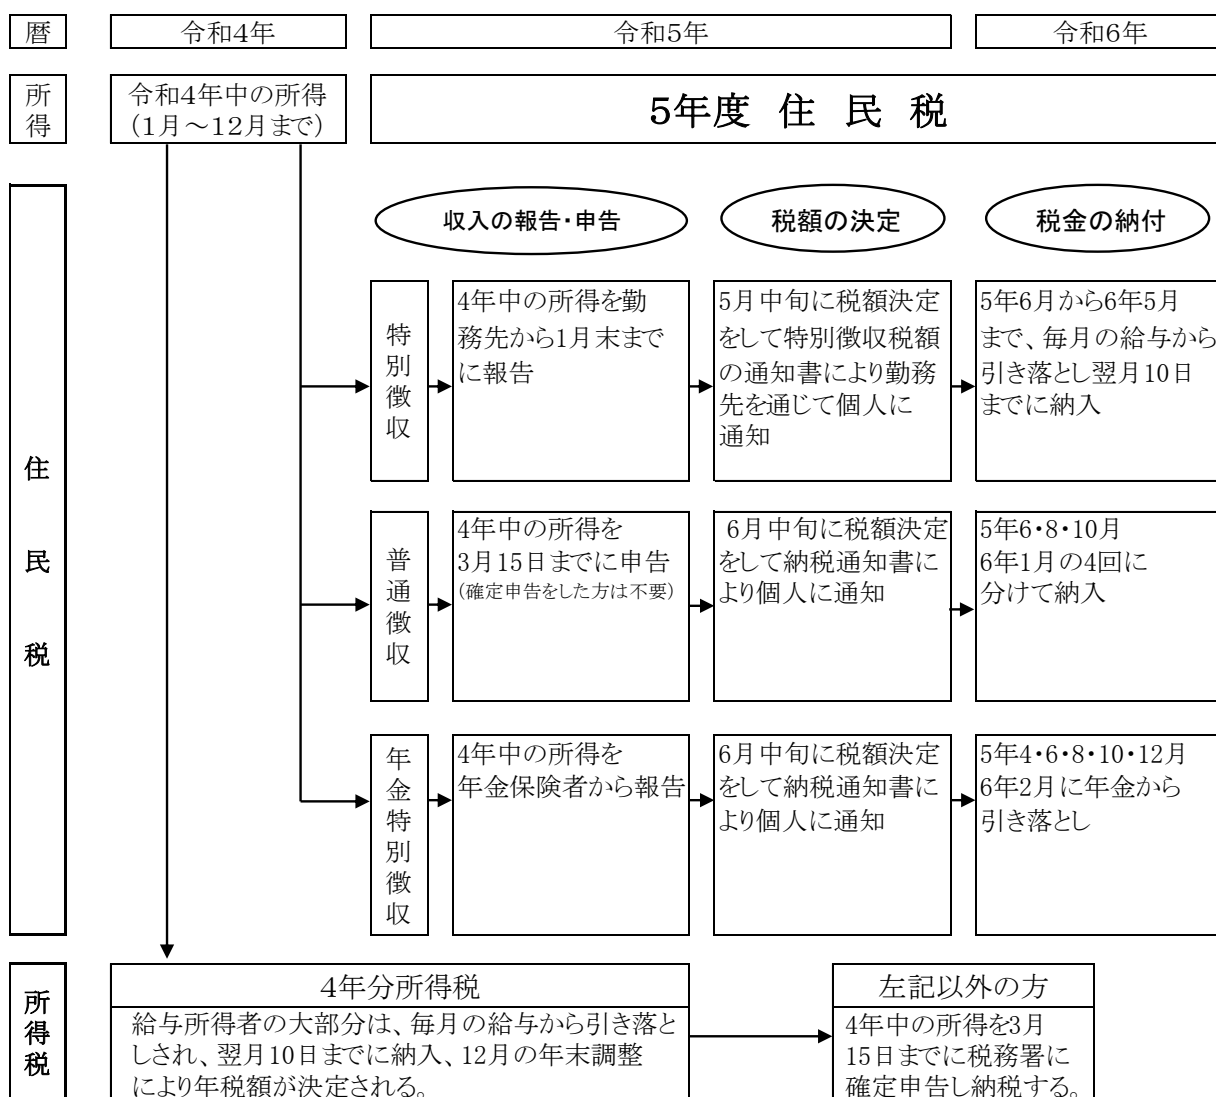 暦
令和4年
令和5年
令和6年
所得
令和4年中の所得
(1月～12月まで)
5年度 住 民 税
収入の報告・申告
税額の決定
税金の納付
住民税
特別徴収
4年中の所得を勤
務先から1月末まで
に報告
5月中旬に税額決定
をして特別徴収税額
の通知書により勤務
先を通じて個人に
通知
5年6月から6年5月
まで、毎月の給与から
引き落とし翌月10日
までに納入
普通徴収
4年中の所得を
3月15日までに申告
(確定申告をした方は不要)
6月中旬に税額決定
をして納税通知書に
より個人に通知
5年6・8・10月
6年1月の4回に
分けて納入
年金特別徴収
4年中の所得を
年金保険者から報告
6月中旬に税額決定
をして納税通知書に
より個人に通知
5年4・6・8・10・12月
6年2月に年金から
引き落とし
所得税
4年分所得税
給与所得者の大部分は、毎月の給与から引き落と
しされ、翌月10日までに納入、12月の年末調整
により年税額が決定される。
左記以外の方
4年中の所得を3月
15日までに税務署に
確定申告し納税する。